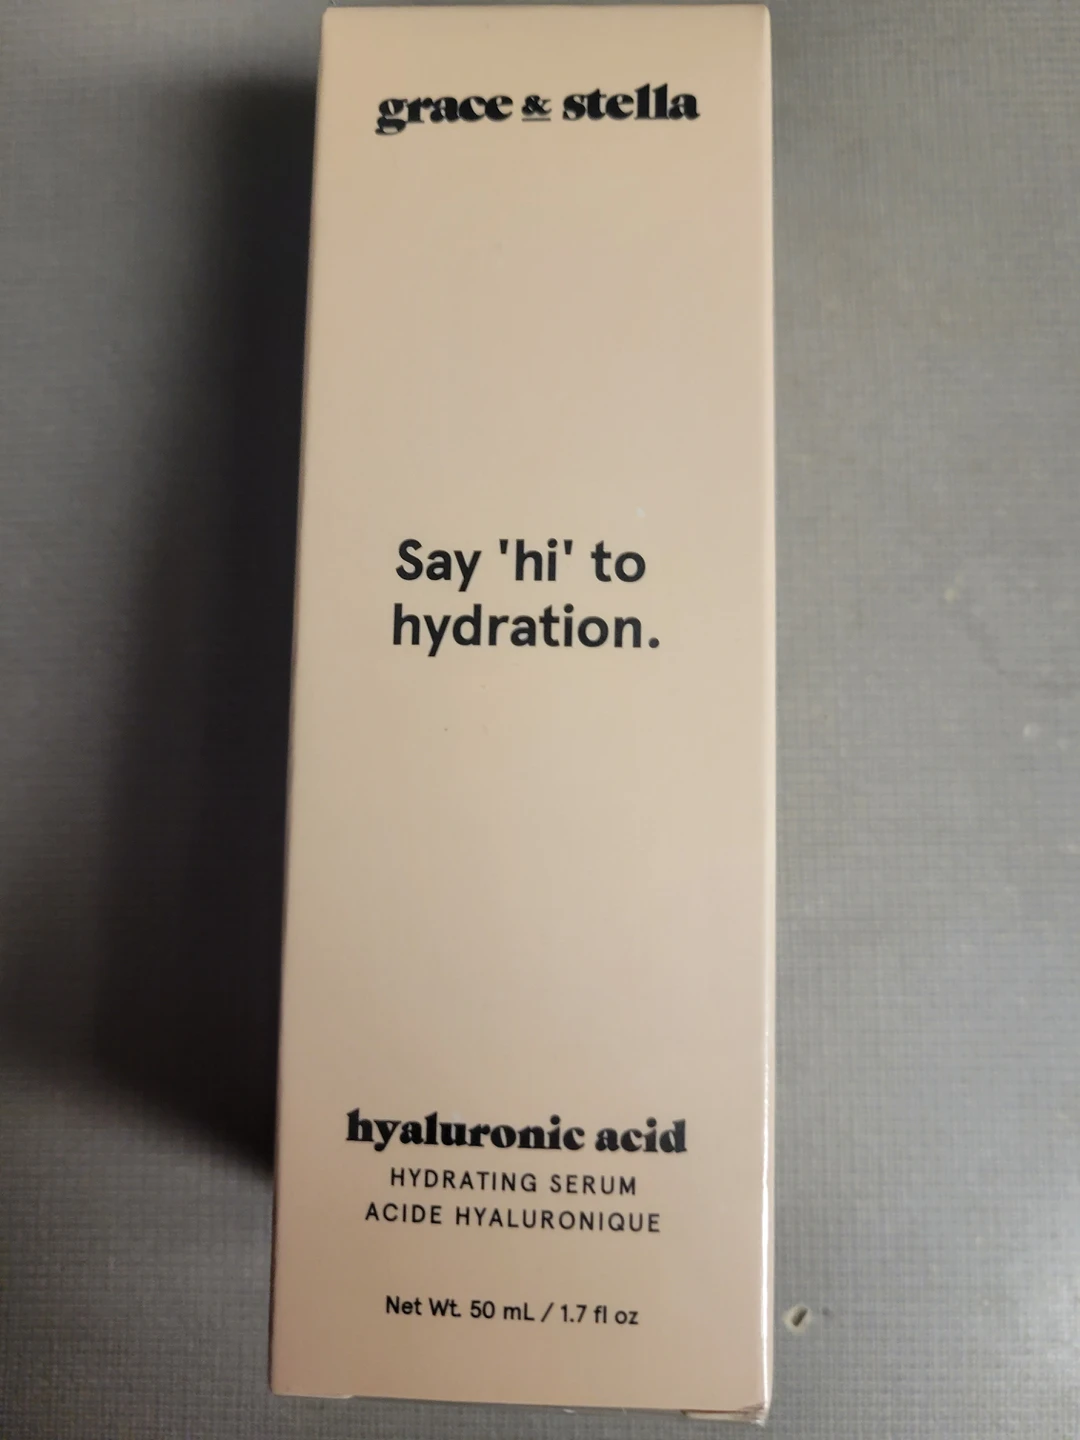 grace & stella
Say 'hi' to
hydration.
hyaluronic acid
HYDRATING SERUM
ACIDE HYALURONIQUE
Net Wt. 50 mL / 1.7 fl oz